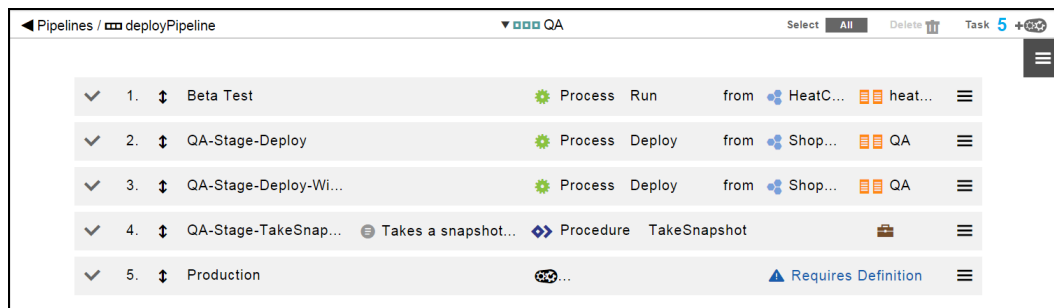 Pipelines / deployPipeline QA Select All Delete Task 5
1. Beta Test Process Run from HeatC... heat...
2. QA-Stage-Deploy Process Deploy from Shop... QA
3. QA-Stage-Deploy-Wi... Process Deploy from Shop... QA
4. QA-Stage-TakeSnap... Takes a snapshot... Procedure TakeSnapshot
5. Production ... Requires Definition